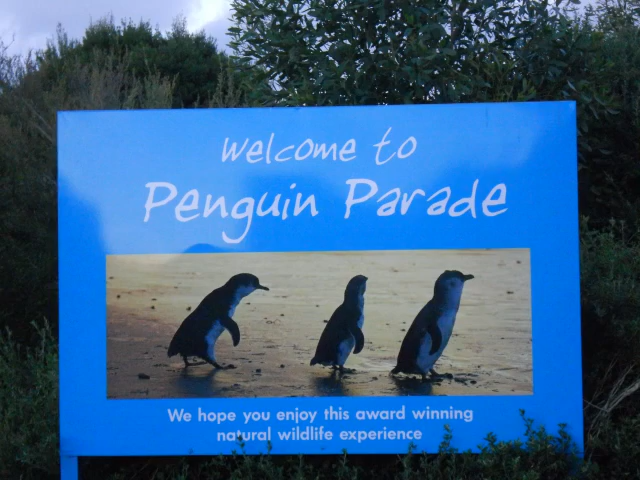 Welcome to
Penguin Parade
We hope you enjoy this award winning
natural wildlife experience